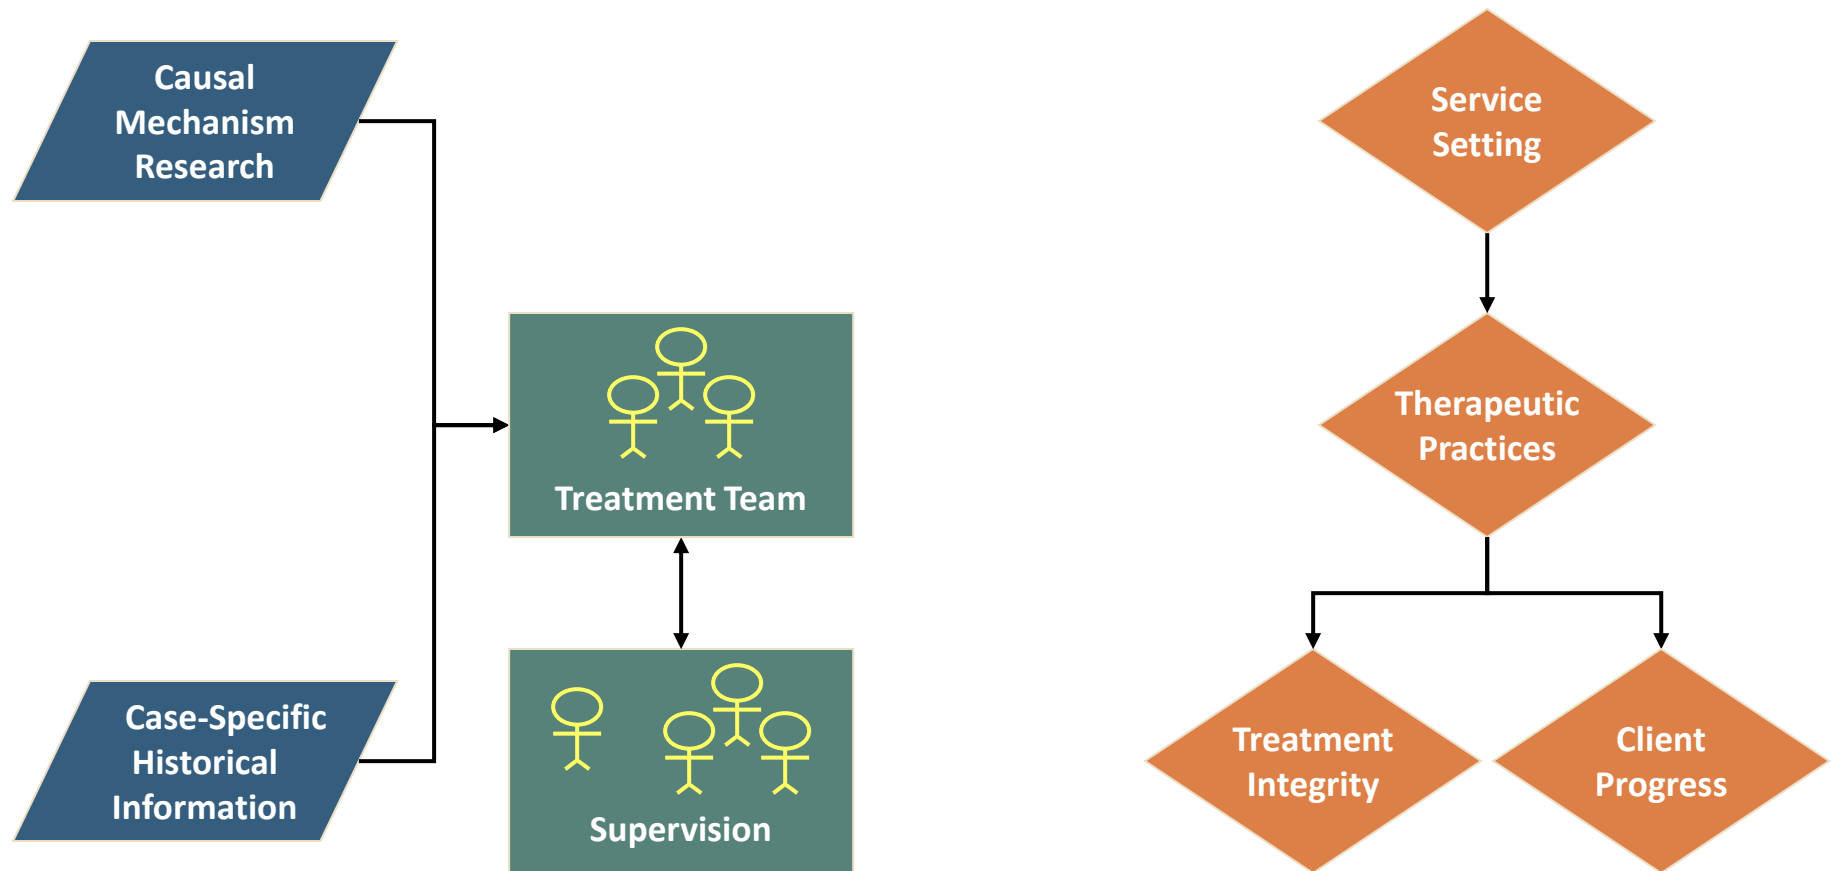 Causal
Mechanism
Research
Service
Setting
Treatment Team
Therapeutic
Practices
Case-Specific
Historical
Information
Supervision
Treatment
Integrity
Client
Progress